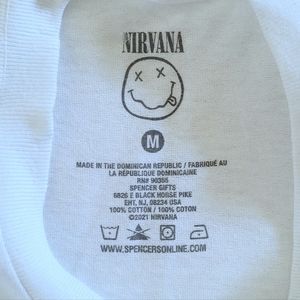 NIRVANA
M
MADE IN THE DOMINICAN REPUBLIC / FABRIQUÉ AU
LA RÉPUBLIQUE DOMINICAINE
RN# 90355
SPENCER GIFTS
6826 E BLACK HORSE PIKE
EHT, NJ, 08234 USA
100% COTTON / 100% COTON
©2021 NIRVANA
WWW.SPENCERSONLINE.COM